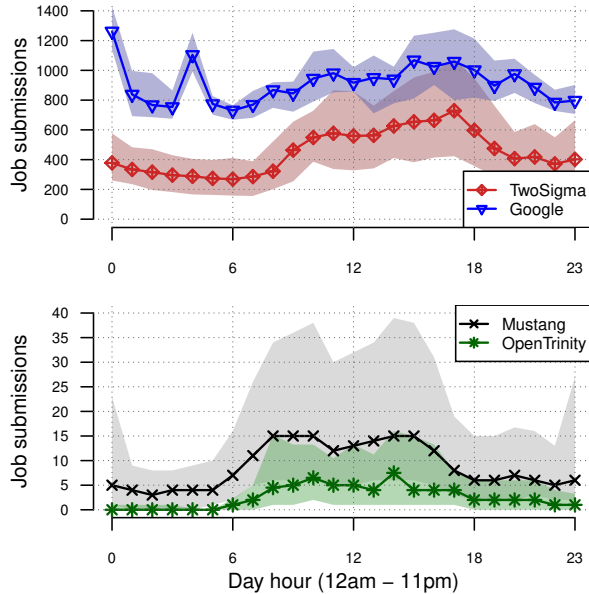 Job submissions
1400
1200
1000
800
600
400
200
0
TwoSigma
Google
0 6 12 18 23
Job submissions
40
35
30
25
20
15
10
5
0
Mustang
OpenTrinity
0 6 12 18 23
Day hour (12am − 11pm)